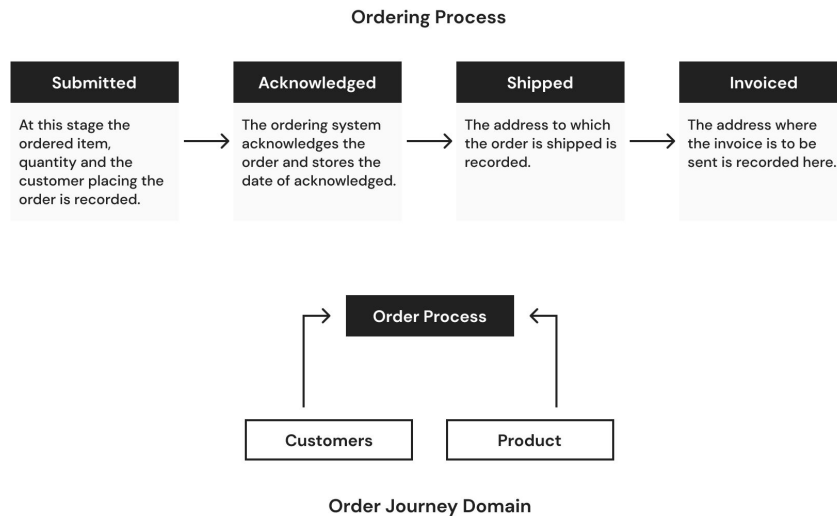 Ordering Process
Submitted
At this stage the
ordered item,
quantity and the
customer placing the
order is recorded.
Acknowledged
The ordering system
acknowledges the
order and stores the
date of acknowledged.
Shipped
The address to which
the order is shipped is
recorded.
Invoiced
The address where
the invoice is to be
sent is recorded here.
Order Process
Customers
Product
Order Journey Domain